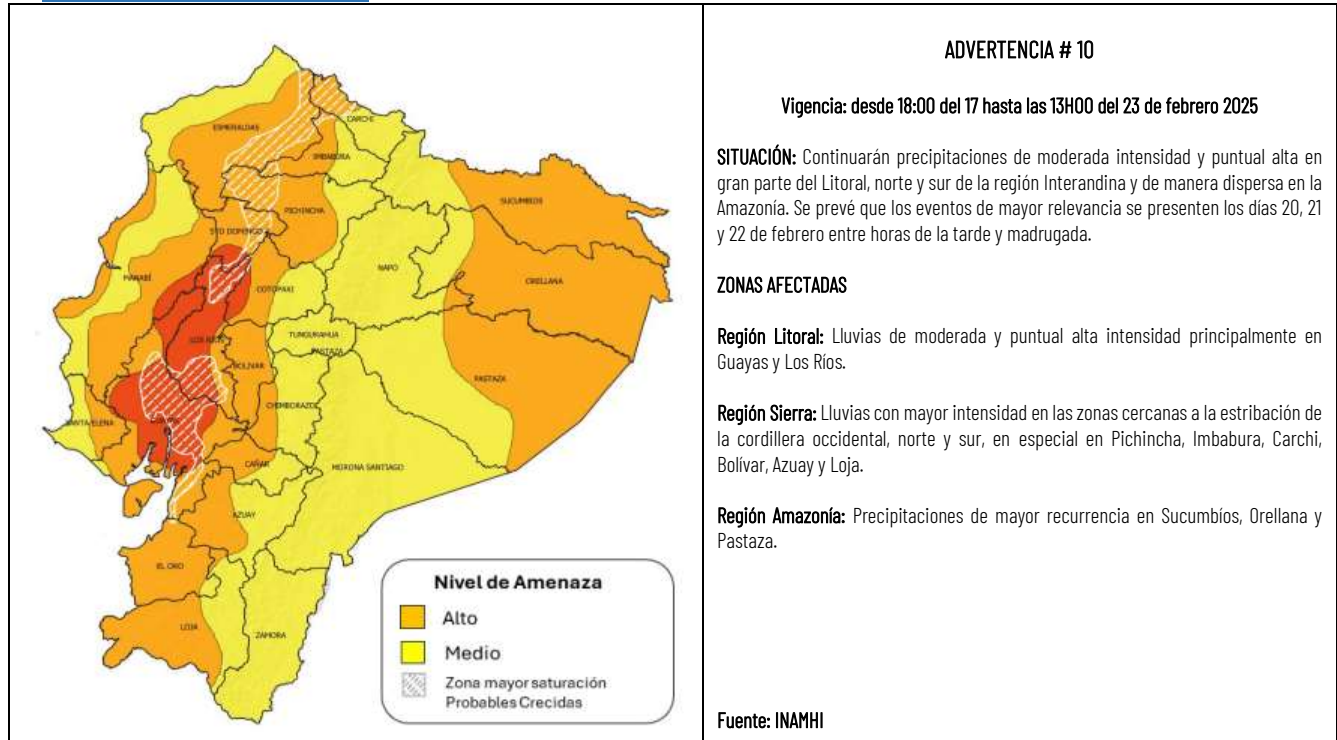 ESMERALDAS
CARCHI
IMBABURA
PICHINCHA
SUCUMBIOS
STO DOMINGO
NAPO
MANABÍ
COTOPAXI
ORELLANA
TUNGURAHUA
LOS RIOS
PASTAZA
BOLIVAR
PASTAZA
CHIMBORAZO
SANTA ELENA
CAÑAR
MORONA SANTIAGO
AZUAY
EL ORO
LOJA
ZAMORA
Nivel de Amenaza
Alto
Medio
Zona mayor saturación
Probables Crecidas
ADVERTENCIA # 10
Vigencia: desde 18:00 del 17 hasta las 13H00 del 23 de febrero 2025
SITUACIÓN: Continuarán precipitaciones de moderada intensidad y puntual alta en
gran parte del Litoral, norte y sur de la región Interandina y de manera dispersa en la
Amazonía. Se prevé que los eventos de mayor relevancia se presenten los días 20, 21
y 22 de febrero entre horas de la tarde y madrugada.
ZONAS AFECTADAS
Región Litoral: Lluvias de moderada y puntual alta intensidad principalmente en
Guayas y Los Ríos.
Región Sierra: Lluvias con mayor intensidad en las zonas cercanas a la estribación de
la cordillera occidental, norte y sur, en especial en Pichincha, Imbabura, Carchi,
Bolívar, Azuay y Loja.
Región Amazonía: Precipitaciones de mayor recurrencia en Sucumbíos, Orellana y
Pastaza.
Fuente: INAMHI